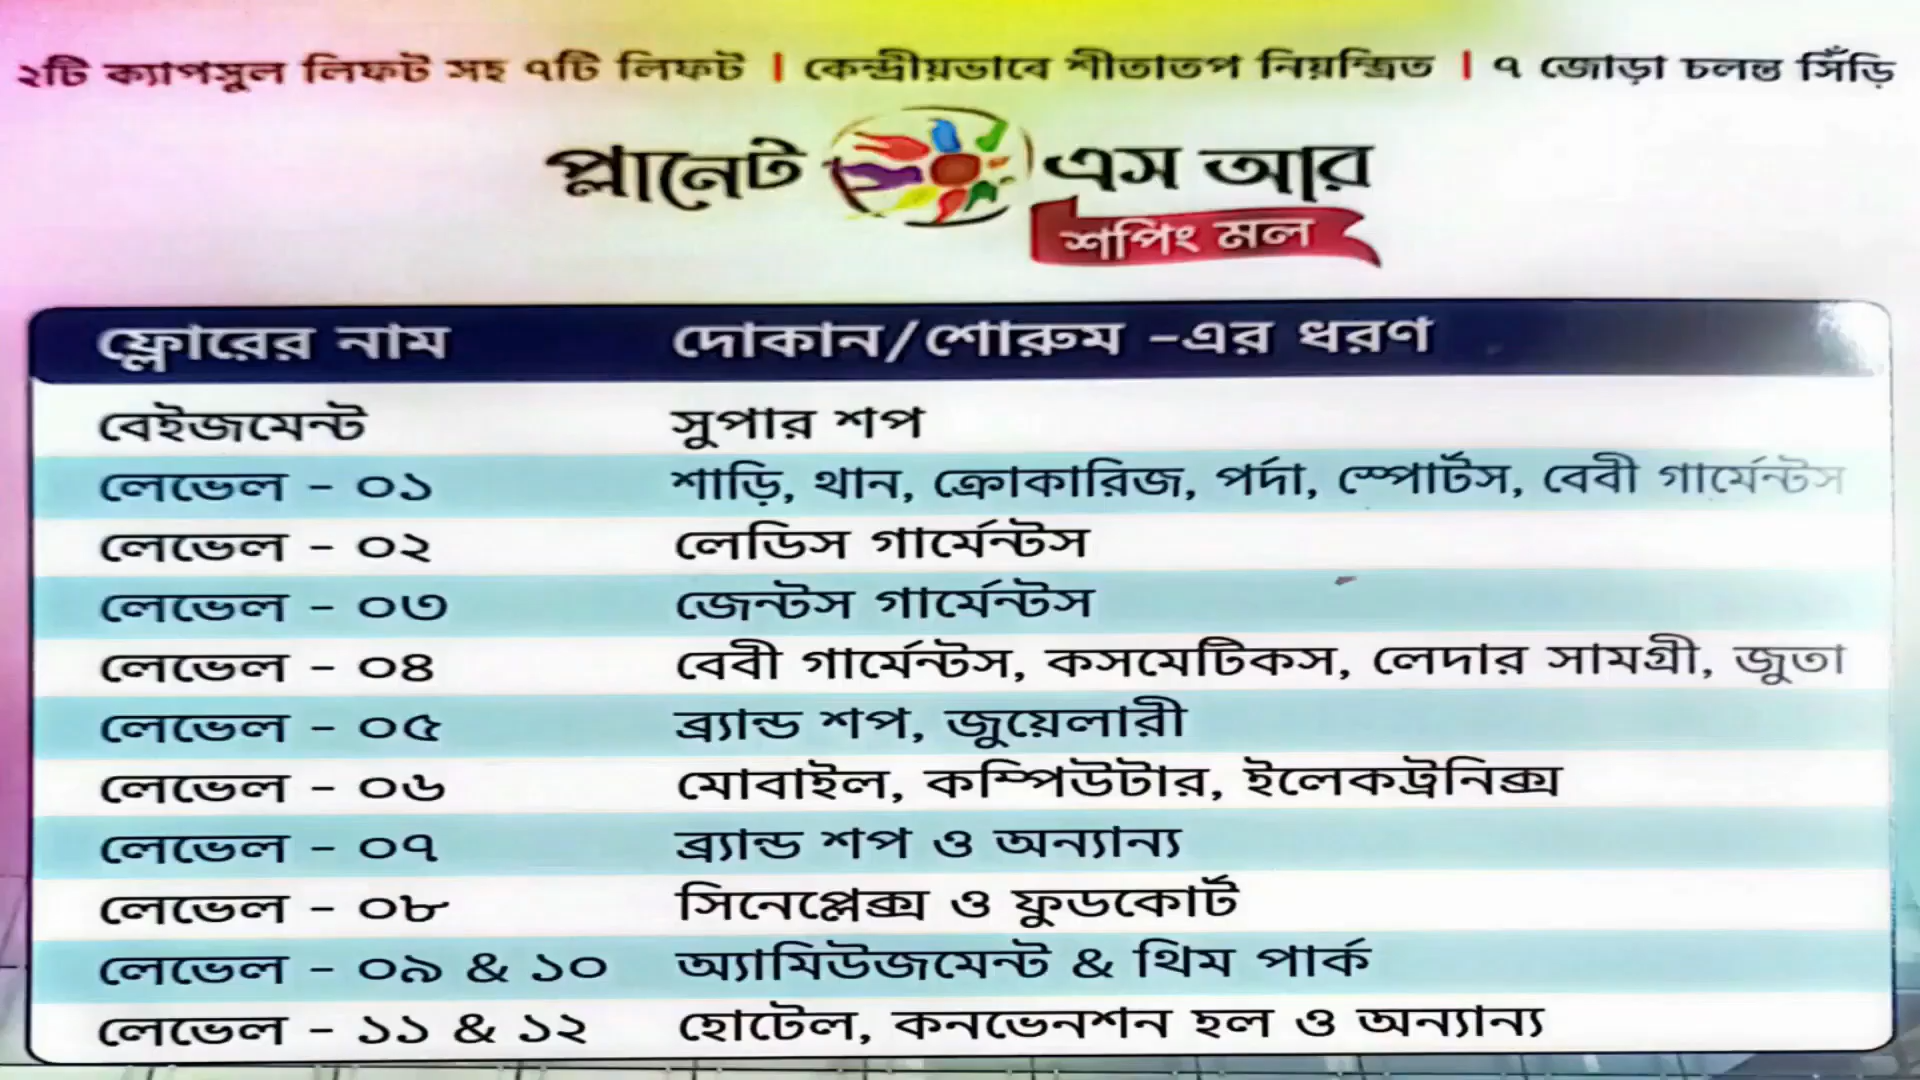 ২টি ক্যাপসুল লিফট সহ ৭টি লিফট | কেন্দ্রীয়ভাবে শীতাতপ নিয়ন্ত্রিত | ৭ জোড়া চলন্ত সিঁড়ি
প্লানেট এস আর
শপিং মল
ফ্লোরের নাম দোকান/শোরুম -এর ধরণ
বেইজমেন্ট সুপার শপ
লেভেল - ০১ শাড়ি, থান, ক্রোকারিজ, পর্দা, স্পোর্টস, বেবী গার্মেন্টস
লেভেল - ০২ লেডিস গার্মেন্টস
লেভেল - ০৩ জেন্টস গার্মেন্টস
লেভেল - ০৪ বেবী গার্মেন্টস, কসমেটিকস, লেদার সামগ্রী, জুতা
লেভেল - ০৫ ব্র্যান্ড শপ, জুয়েলারী
লেভেল - ০৬ মোবাইল, কম্পিউটার, ইলেকট্রনিক্স
লেভেল - ০৭ ব্র্যান্ড শপ ও অন্যান্য
লেভেল - ০৮ সিনেপ্লেক্স ও ফুডকোর্ট
লেভেল - ০৯ & ১০ অ্যামিউজমেন্ট & থিম পার্ক
লেভেল - ১১ & ১২ হোটেল, কনভেনশন হল ও অন্যান্য